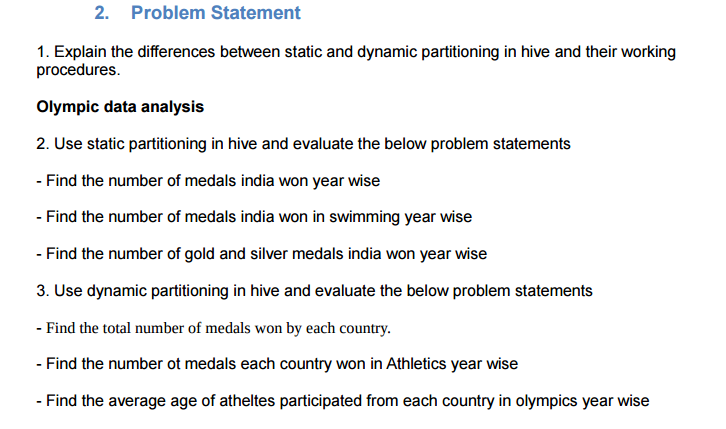 2. Problem Statement
1. Explain the differences between static and dynamic partitioning in hive and their working
procedures.
Olympic data analysis
2. Use static partitioning in hive and evaluate the below problem statements
- Find the number of medals india won year wise
- Find the number of medals india won in swimming year wise
- Find the number of gold and silver medals india won year wise
3. Use dynamic partitioning in hive and evaluate the below problem statements
- Find the total number of medals won by each country.
- Find the number ot medals each country won in Athletics year wise
- Find the average age of atheltes participated from each country in olympics year wise